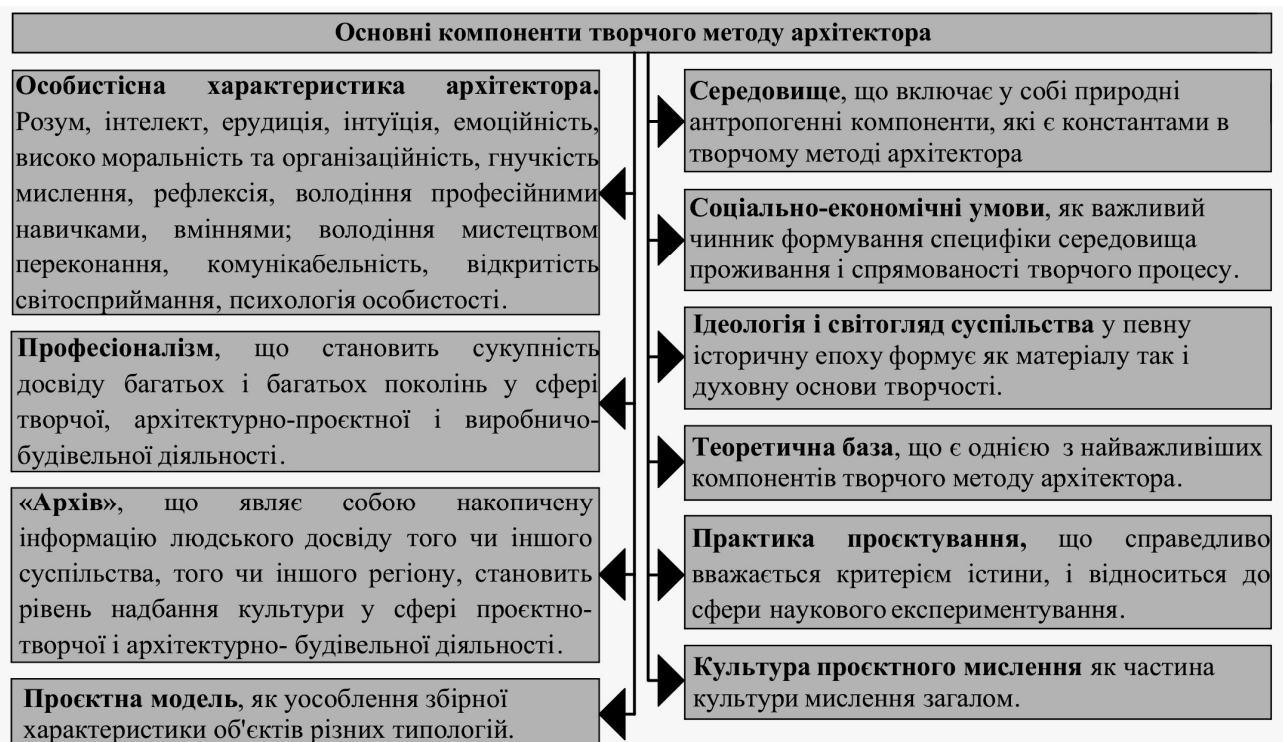 Основні компоненти творчого методу архітектора
Особистісна характеристика архітектора.
Розум, інтелект, ерудиція, інтуїція, емоційність,
високо моральність та організаційність, гнучкість
мислення, рефлексія, володіння професійними
навичками, вміннями; володіння мистецтвом
переконання, комунікабельність, відкритість
світосприймання, психологія особистості.
Професіоналізм, що становить сукупність
досвіду багатьох і багатьох поколінь у сфері
творчої, архітектурно-проєктної і виробничо-
будівельної діяльності.
«Архів», що являє собою накопичену
інформацію людського досвіду того чи іншого
суспільства, того чи іншого регіону, становить
рівень надбання культури у сфері проєктно-
творчої і архітектурно- будівельної діяльності.
Проєктна модель, як уособлення збірної
характеристики об'єктів різних типологій.
Середовище, що включає у собі природні
антропогенні компоненти, які є константами в
творчому методі архітектора
Соціально-економічні умови, як важливий
чинник формування специфіки середовища
проживання і спрямованості творчого процесу.
Ідеологія і світогляд суспільства у певну
історичну епоху формує як матеріалу так і
духовну основи творчості.
Теоретична база, що є однією з найважливіших
компонентів творчого методу архітектора.
Практика проєктування, що справедливо
вважається критерієм істини, і відноситься до
сфери наукового експериментування.
Культура проєктного мислення як частина
культури мислення загалом.